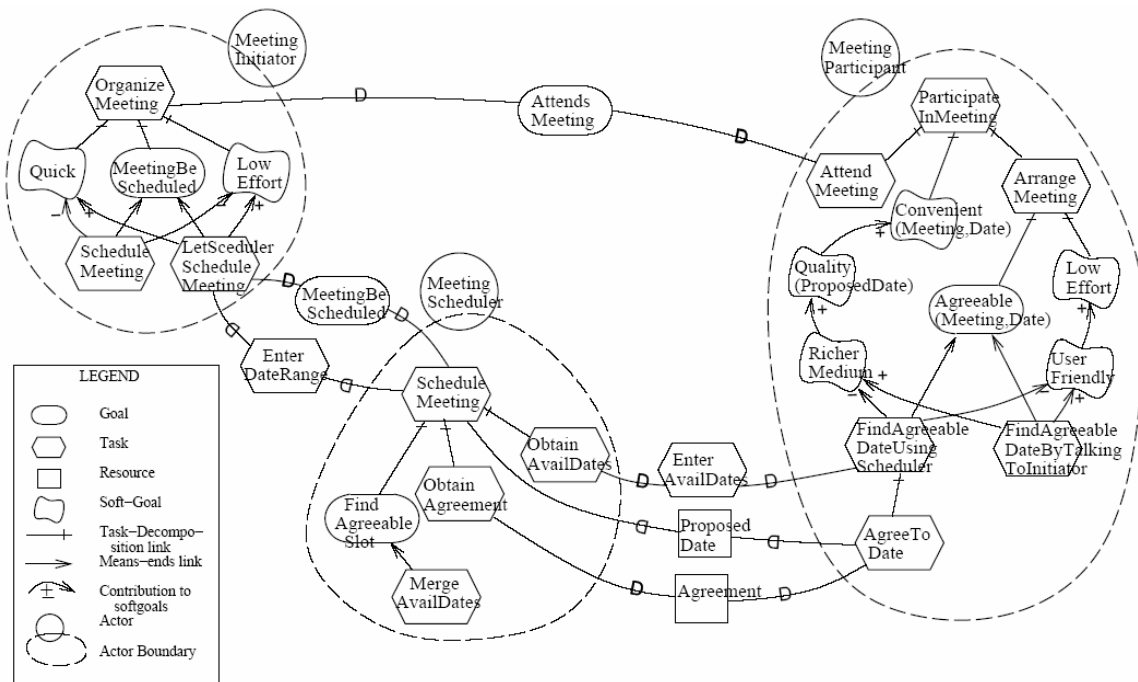 Meeting
Initiator
Organize
Meeting
Quick
MeetingBe
Scheduled
Low
Effort
Schedule
Meeting
LetSceduler
Schedule
Meeting
D
Attends
Meeting
D
Meeting
Participant
Participate
InMeeting
Attend
Meeting
Arrange
Meeting
Convenient
(Meeting,Date)
Quality
(ProposedDate)
Agreeable
(Meeting,Date)
Low
Effort
Richer
Medium
User
Friendly
FindAgreeable
DateUsing
Scheduler
FindAgreeable
DateByTalking
ToInitiator
AgreeTo
Date
D
MeetingBe
Scheduled
D
Meeting
Scheduler
D
Enter
DateRange
D
Schedule
Meeting
Obtain
AvailDates
Obtain
Agreement
Find
Agreeable
Slot
Merge
AvailDates
D
Enter
AvailDates
D
D
Proposed
Date
D
D
Agreement
D
LEGEND
Goal
Task
Resource
Soft-Goal
Task-Decompo-
sition link
Means-ends link
Contribution to
softgoals
Actor
Actor Boundary